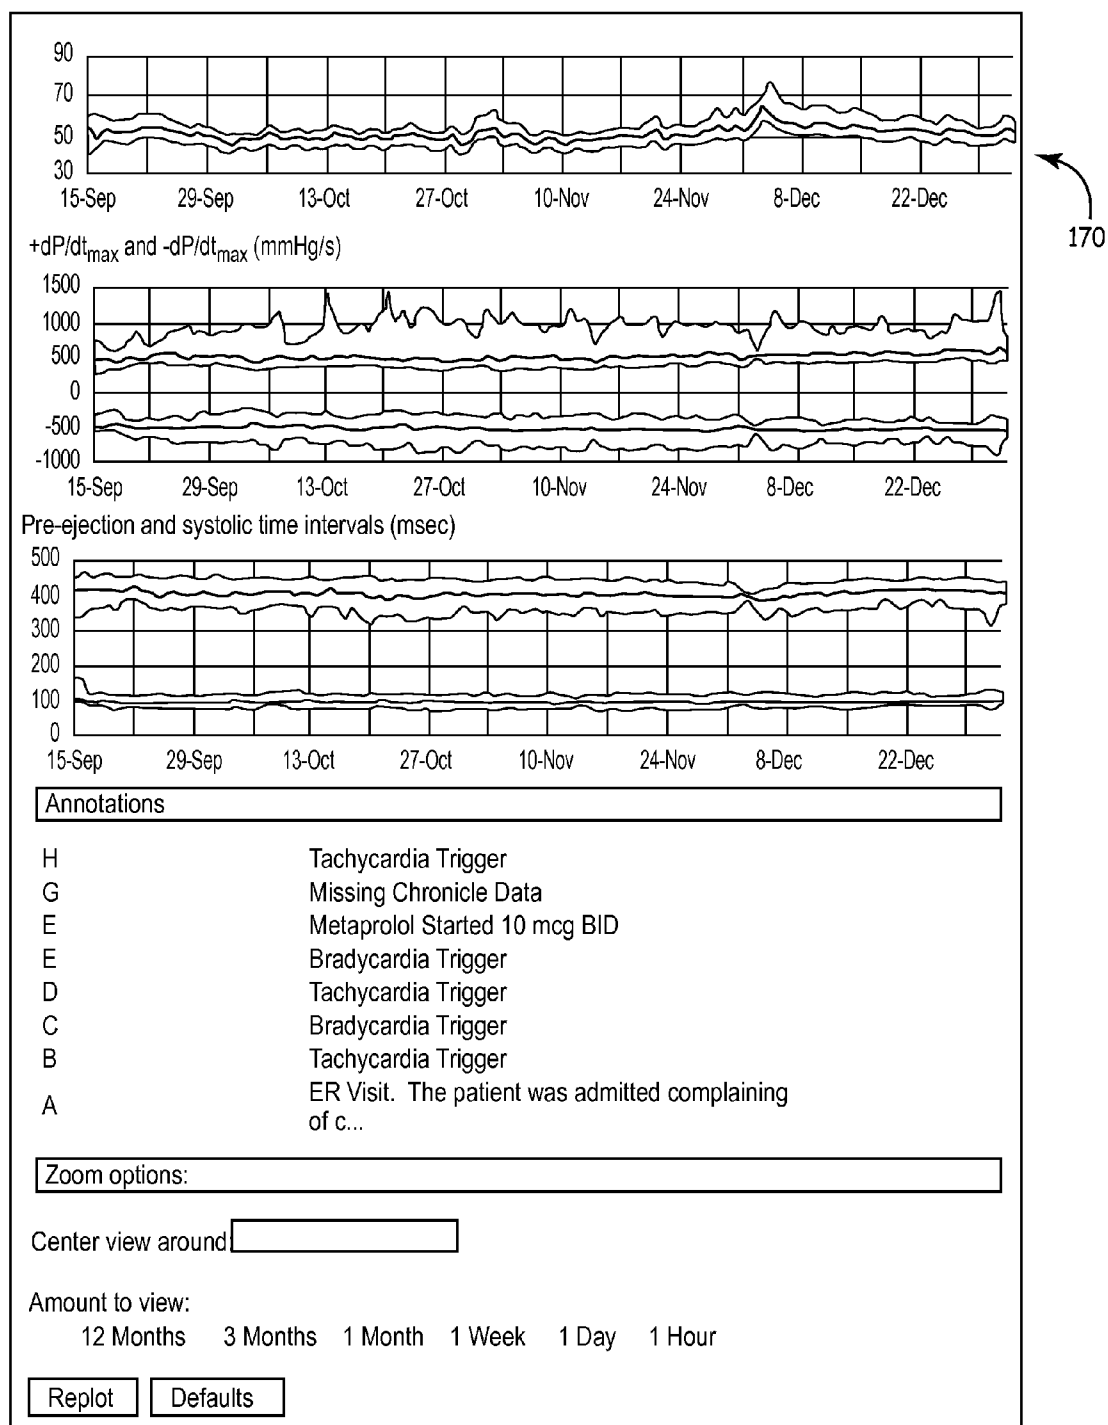 90
70
50
30
15-Sep 29-Sep 13-Oct 27-Oct 10-Nov 24-Nov 8-Dec 22-Dec
170
+dP/dtmax and -dP/dtmax (mmHg/s)
1500
1000
500
0
-500
-1000
15-Sep 29-Sep 13-Oct 27-Oct 10-Nov 24-Nov 8-Dec 22-Dec
Pre-ejection and systolic time intervals (msec)
500
400
300
200
100
0
15-Sep 29-Sep 13-Oct 27-Oct 10-Nov 24-Nov 8-Dec 22-Dec
Annotations
H Tachycardia Trigger
G Missing Chronicle Data
E Metaprolol Started 10 mcg BID
E Bradycardia Trigger
D Tachycardia Trigger
C Bradycardia Trigger
B Tachycardia Trigger
A ER Visit. The patient was admitted complaining
of c...
Zoom options:
Center view around:
Amount to view:
12 Months 3 Months 1 Month 1 Week 1 Day 1 Hour
Replot Defaults